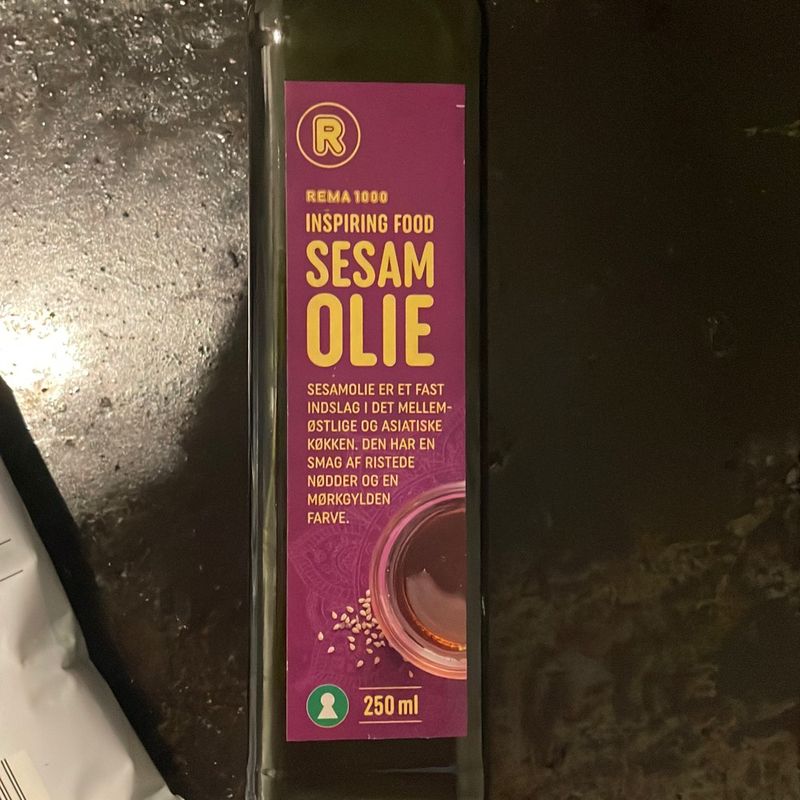 R
REMA 1000
INSPIRING FOOD
SESAM
OLIE
SESAMOLIE ER ET FAST
INDSLAG I DET MELLEM-
ØSTLIGE OG ASIATISKE
KØKKEN. DEN HAR EN
SMAG AF RISTEDE
NØDDER OG EN
MØRKGYLDEN
FARVE.
250 ml